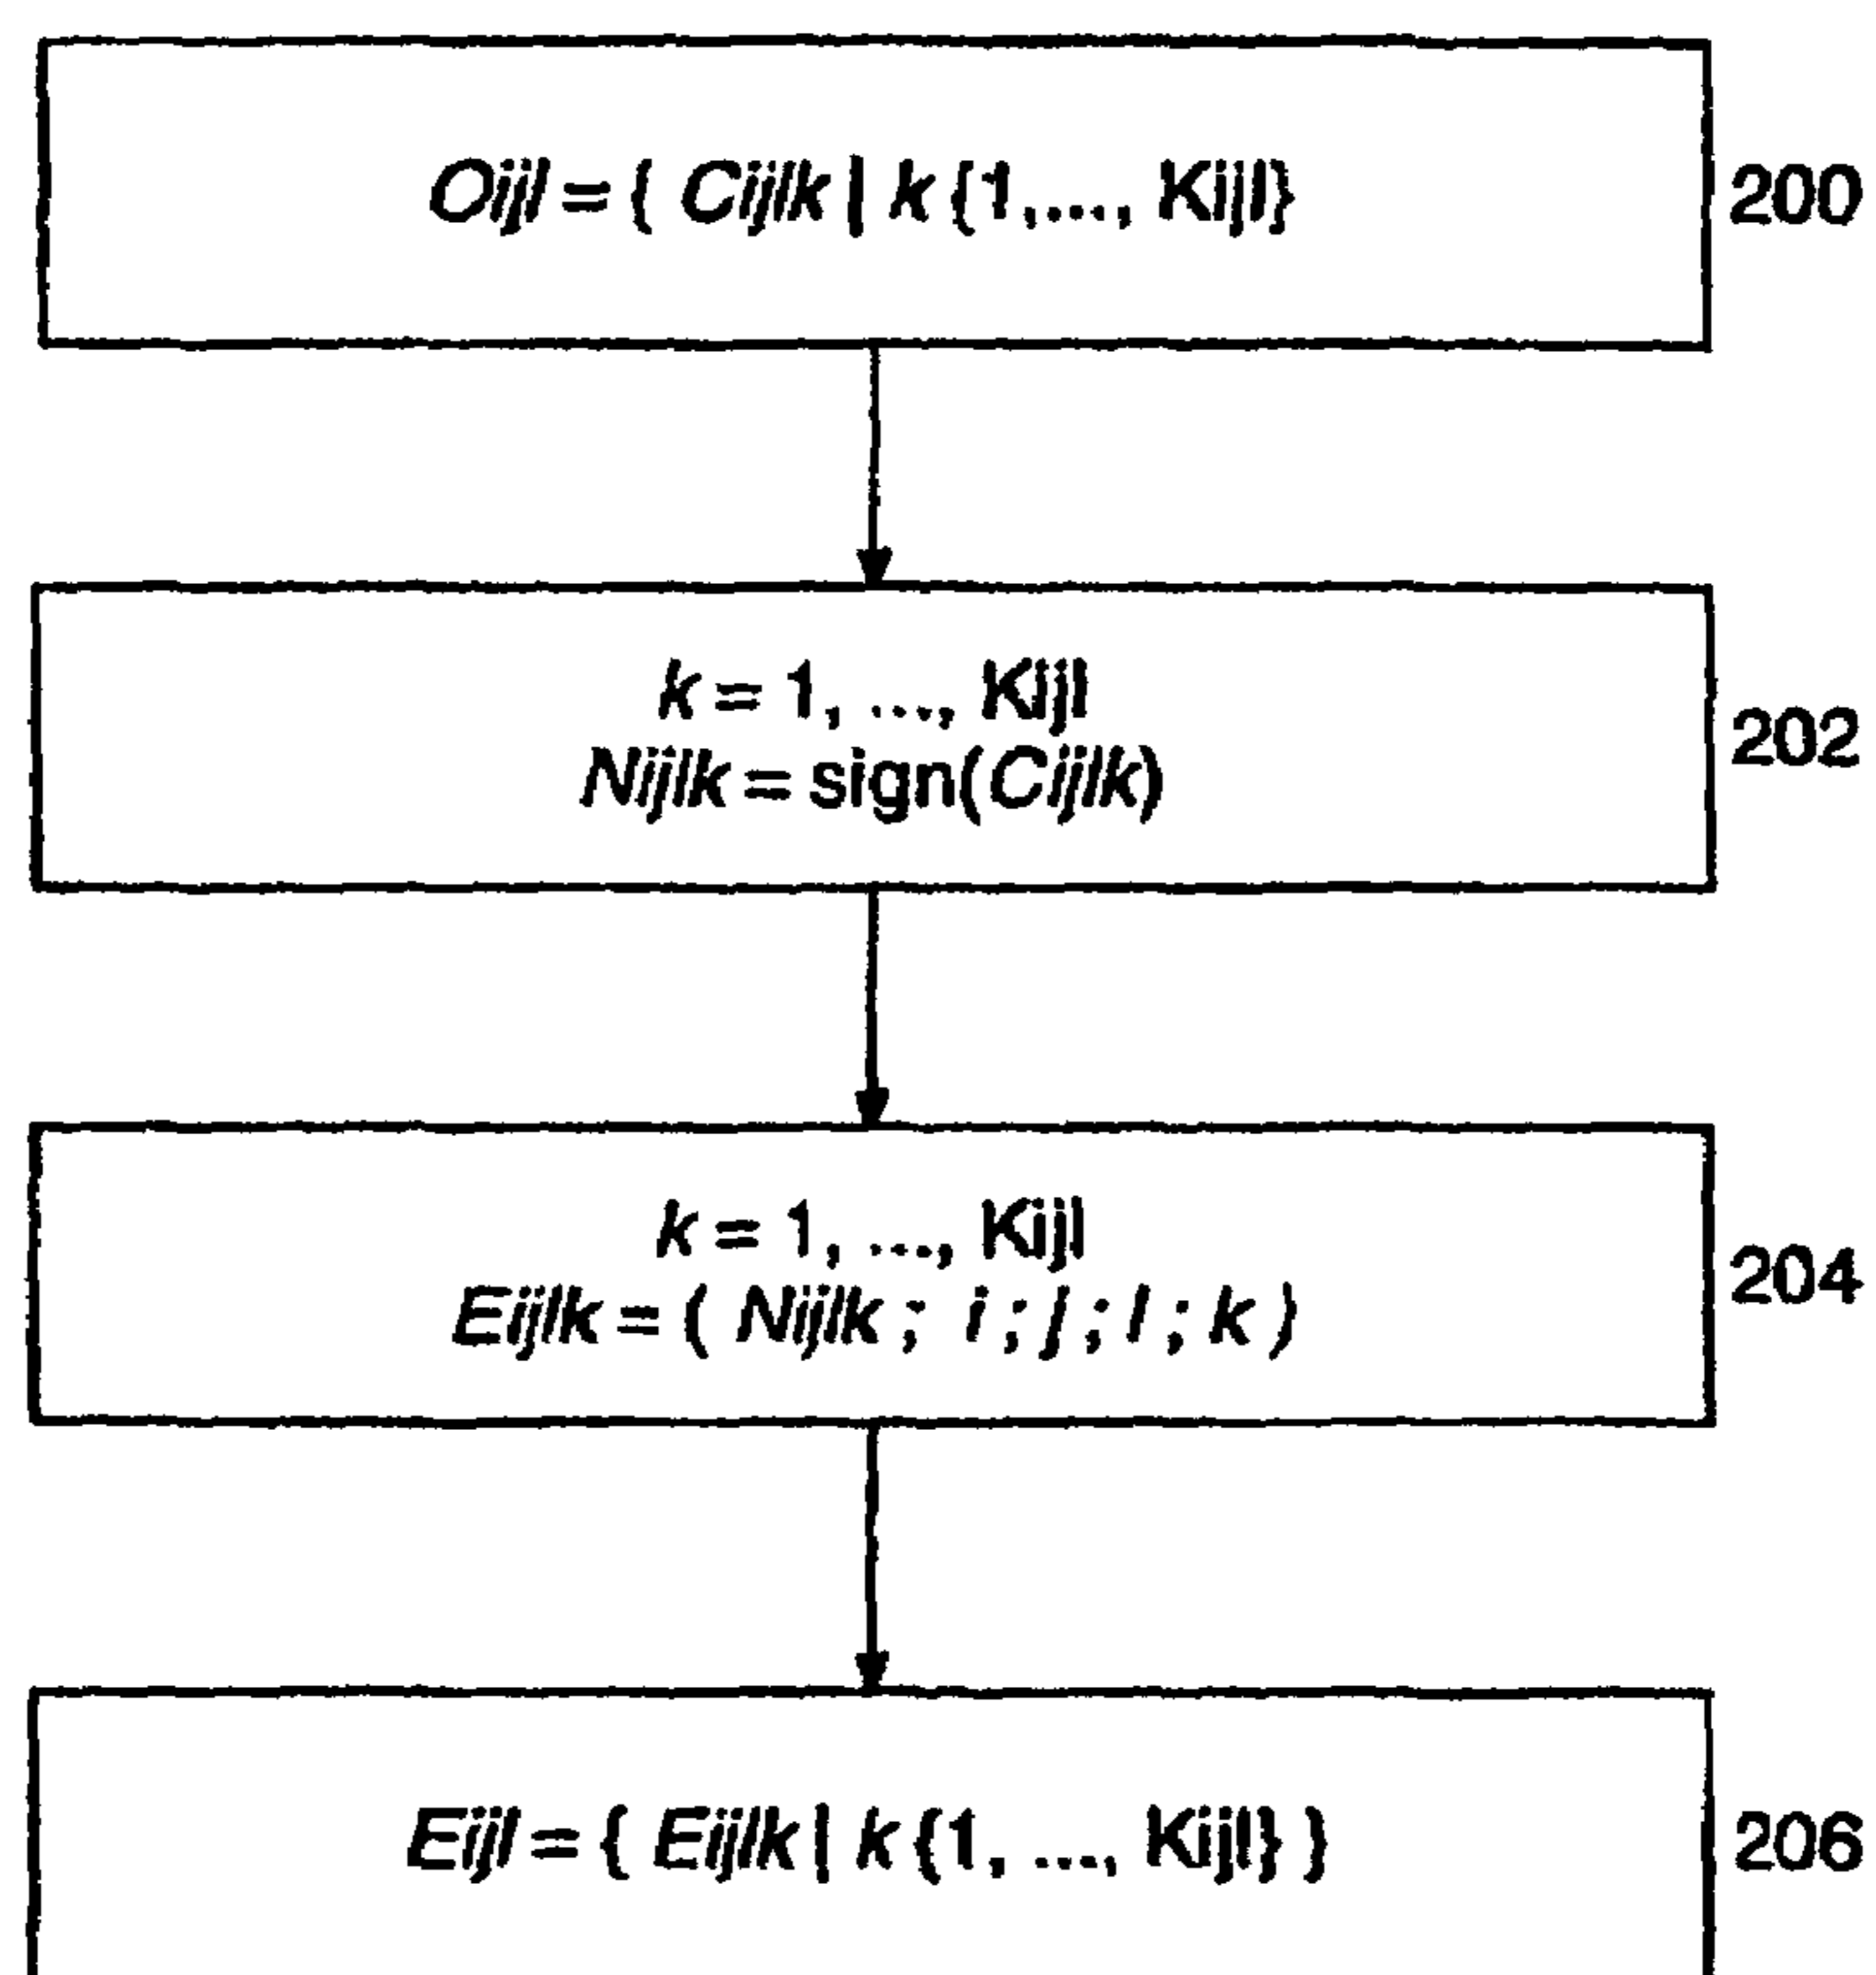 Oijl = { Cijlk | k {1,..., Kijl}
200
k = 1, ..., Kijl
Nijlk = sign(Cijlk)
202
k = 1, ..., Kijl
Eijlk = ( Nijlk ; i ; j ; l ; k )
204
Eijl = { Eijlk | k {1, ..., Kijl} }
206